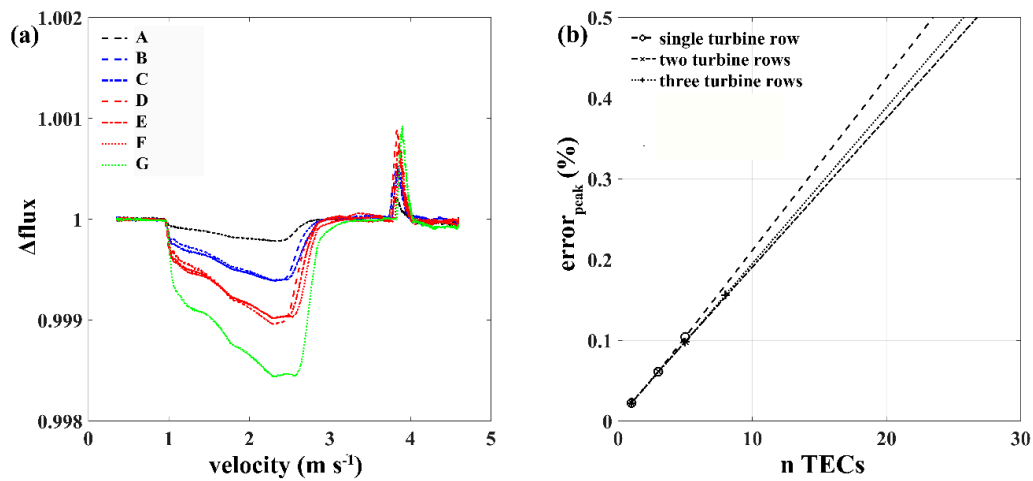 (a)
1.002
1.001
1
0.999
0.998
Δflux
A
B
C
D
E
F
G
0
1
2
3
4
5
velocity (m s⁻¹)
(b)
0.5
0.4
0.3
0.2
0.1
0
error_peak (%)
single turbine row
two turbine rows
three turbine rows
0
10
20
30
n TECs